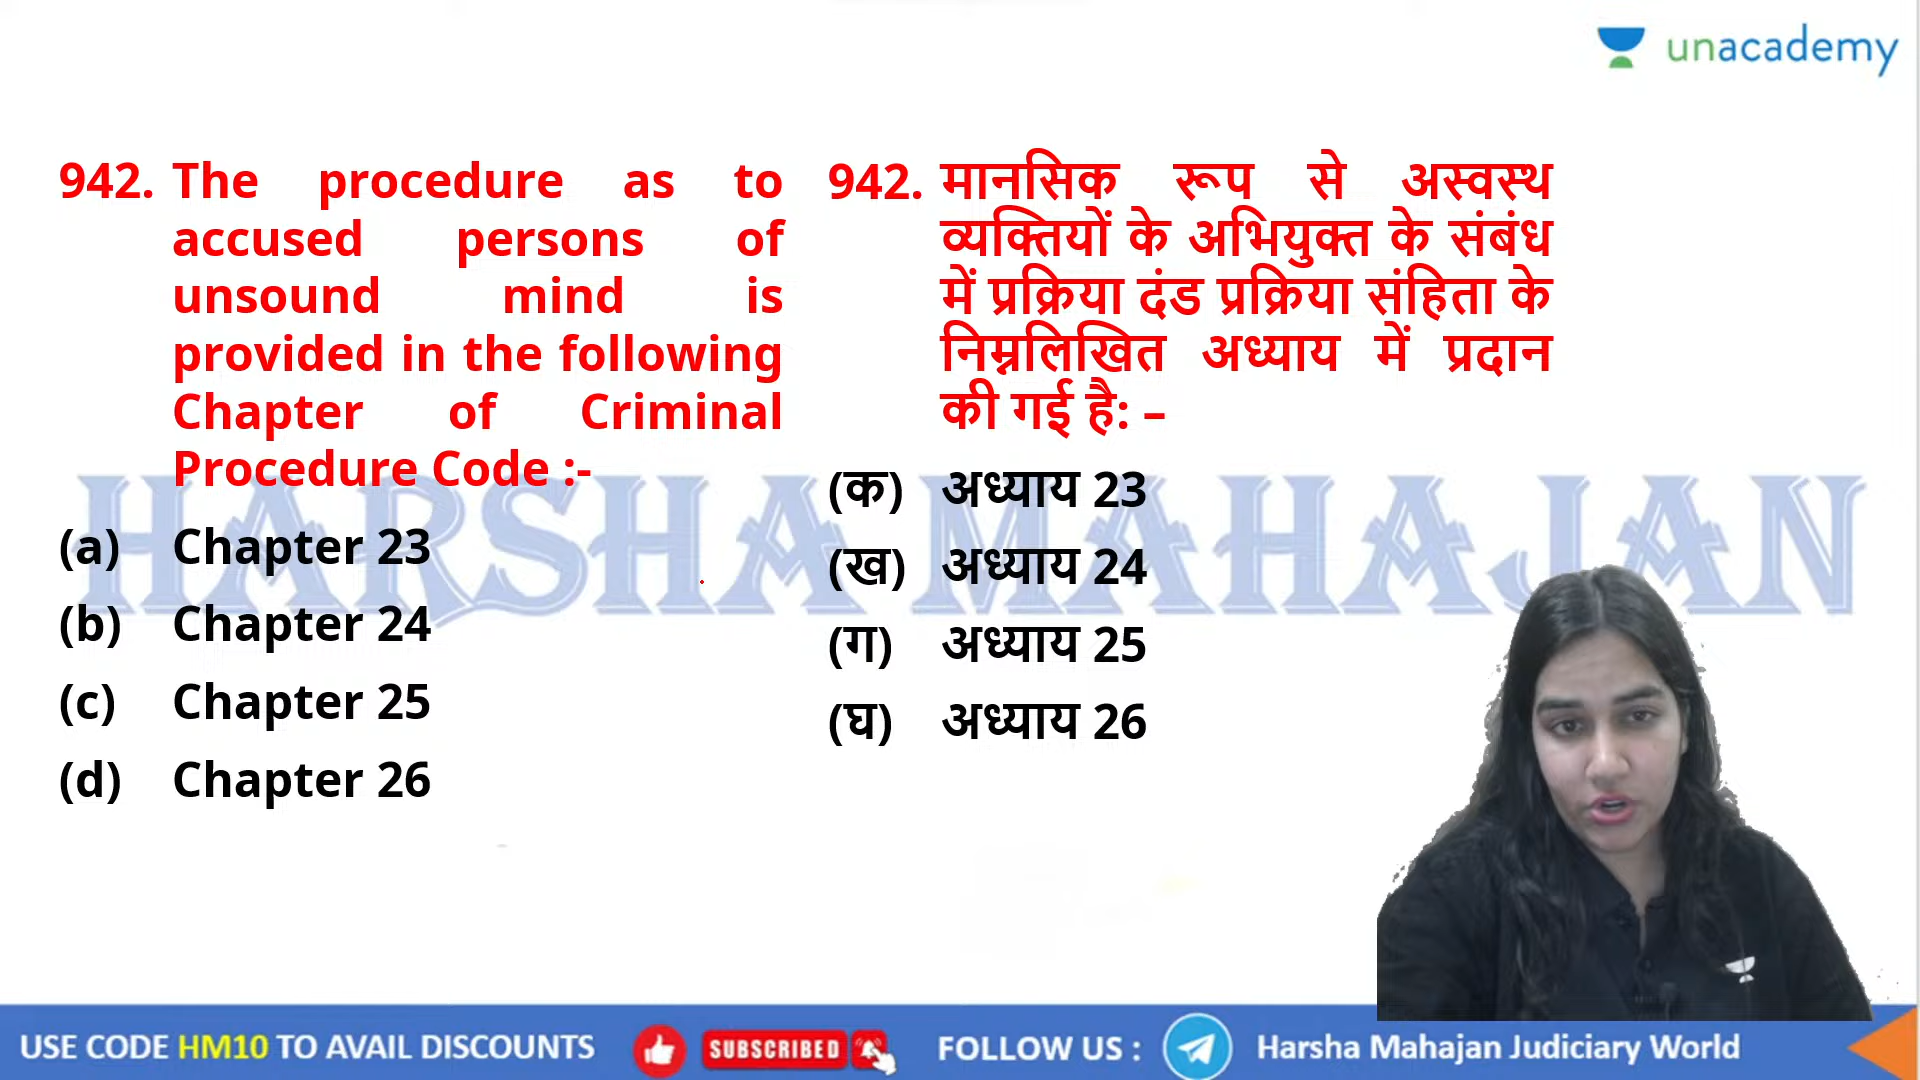 unacademy
942. The procedure as to
accused persons of
unsound mind is
provided in the following
Chapter of Criminal
Procedure Code :-
(a) Chapter 23
(b) Chapter 24
(c) Chapter 25
(d) Chapter 26
942. मानसिक रूप से अस्वस्थ
व्यक्तियों के अभियुक्त के संबंध
में प्रक्रिया दंड प्रक्रिया संहिता के
निम्नलिखित अध्याय में प्रदान
की गई है: –
(क) अध्याय 23
(ख) अध्याय 24
(ग) अध्याय 25
(घ) अध्याय 26
HARSHA MAHAJAN
USE CODE HM10 TO AVAIL DISCOUNTS
SUBSCRIBED
FOLLOW US :
Harsha Mahajan Judiciary World